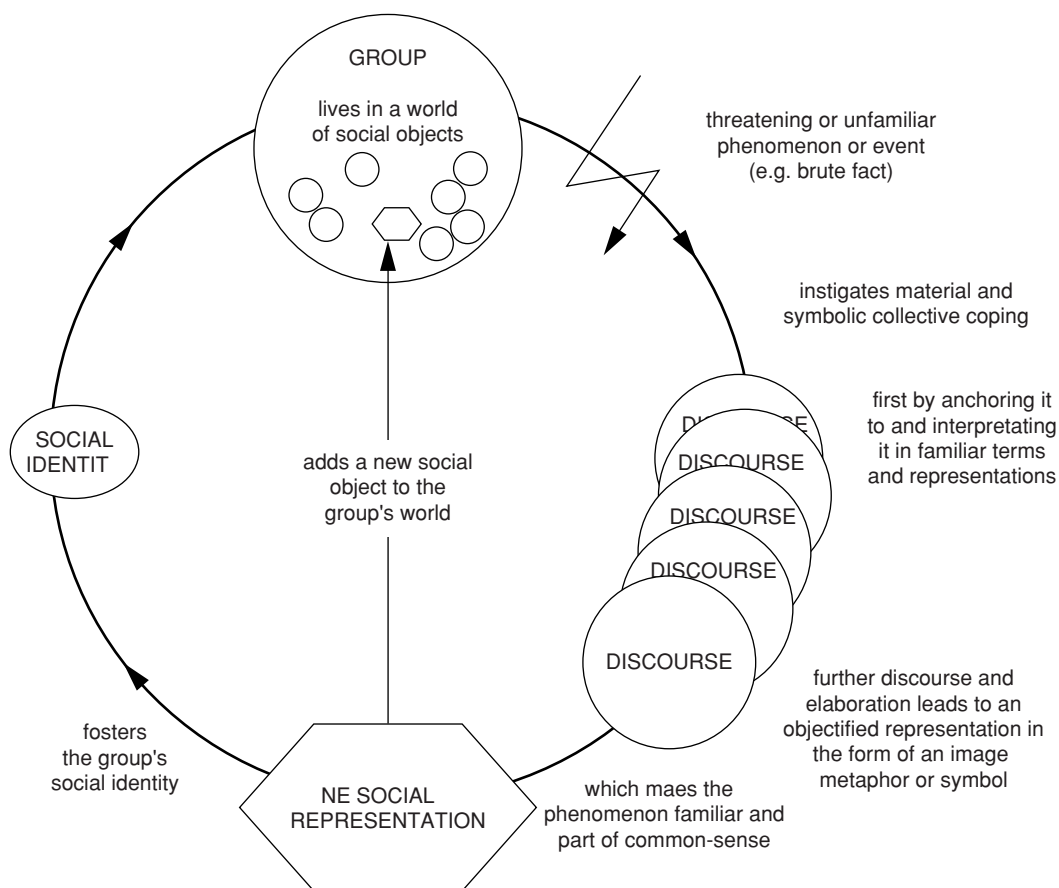 GROUP
lives in a world
of social objects
threatening or unfamiliar
phenomenon or event
(e.g. brute fact)
instigates material and
symbolic collective coping
first by anchoring it
to and interpretating
it in familiar terms
and representations
DISCOURSE
DISCOURSE
DISCOURSE
DISCOURSE
further discourse and
elaboration leads to an
objectified representation in
the form of an image
metaphor or symbol
which maes the
phenomenon familiar and
part of common-sense
NE SOCIAL
REPRESENTATION
adds a new social
object to the
group's world
fosters
the group's
social identity
SOCIAL
IDENTIT